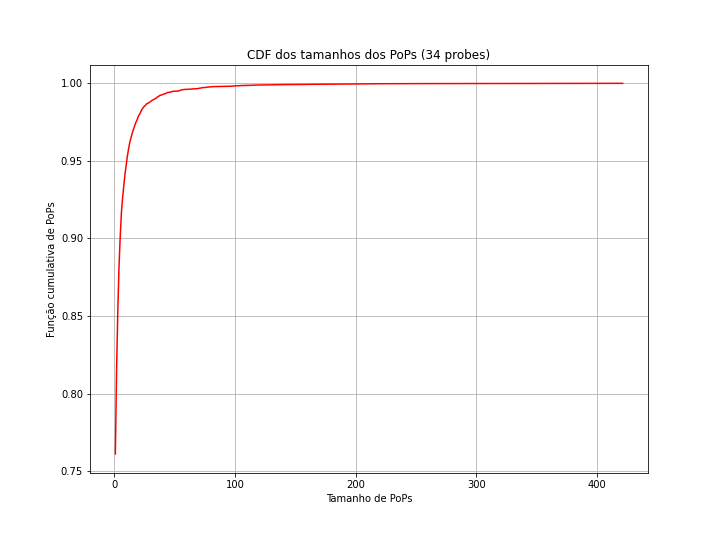 CDF dos tamanhos dos PoPs (34 probes)
1.00
0.95
0.90
0.85
0.80
0.75
Função cumulativa de PoPs
0 100 200 300 400
Tamanho de PoPs